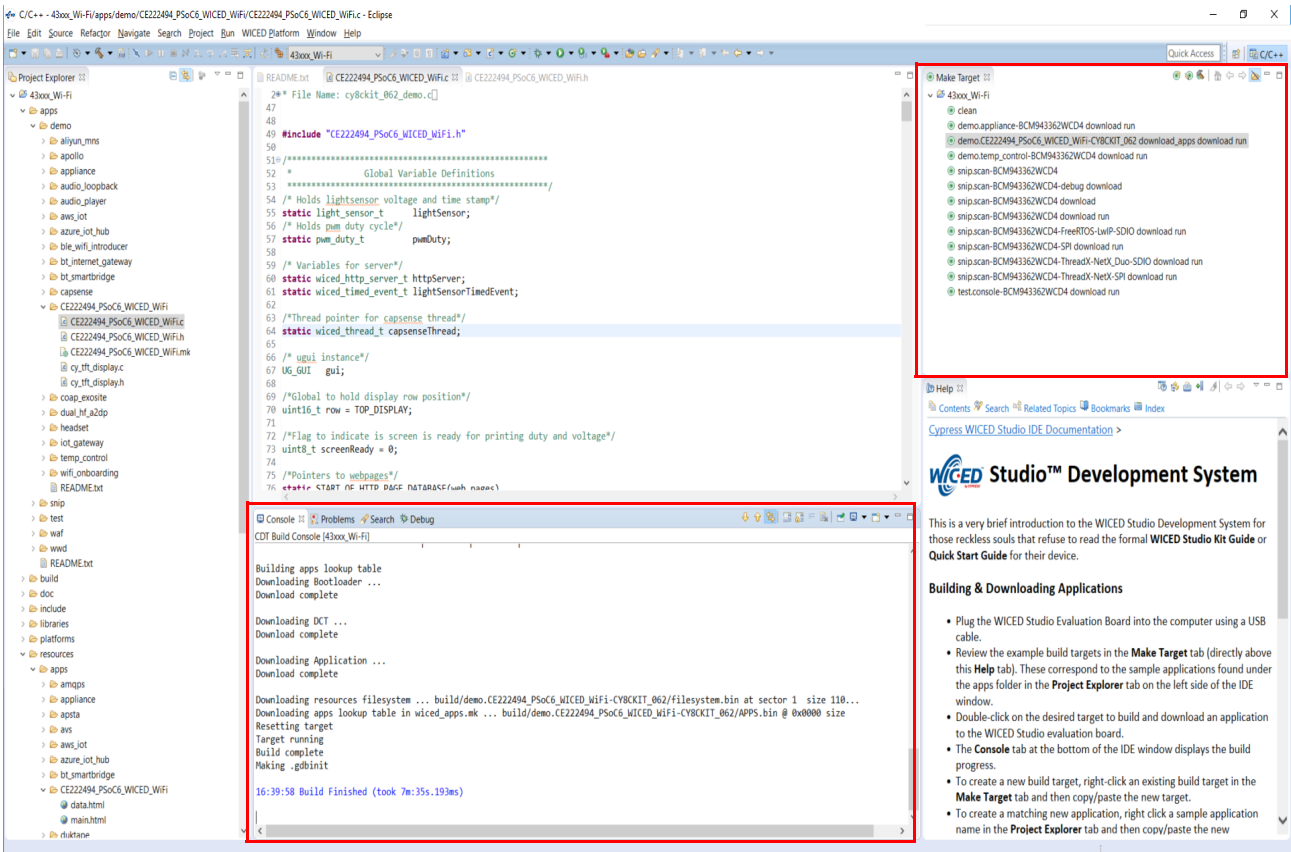 C/C++ - 43xxx_Wi-Fi/apps/demo/CE222494_PSoC6_WICED_WiFi/CE222494_PSoC6_WICED_WiFi.c - Eclipse
File Edit Source Refactor Navigate Search Project Run WICED Platform Window Help
43xxx_Wi-Fi
Quick Access
C/C++
Project Explorer
43xxx_Wi-Fi
apps
demo
aliyun_mns
apollo
appliance
audio_loopback
audio_player
aws_iot
azure_iot_hub
ble_wifi_introducer
bt_internet_gateway
bt_smartbridge
capsense
CE222494_PSoC6_WICED_WiFi
CE222494_PSoC6_WICED_WiFi.c
CE222494_PSoC6_WICED_WiFi.h
CE222494_PSoC6_WICED_WiFi.mk
cy_tft_display.c
cy_tft_display.h
coap_exosite
dual_hf_a2dp
headset
iot_gateway
temp_control
wifi_onboarding
README.txt
snip
test
waf
wwd
README.txt
build
doc
include
libraries
platforms
resources
apps
amqps
appliance
apsta
avs
aws_iot
azure_iot_hub
bt_smartbridge
CE222494_PSoC6_WICED_WiFi
data.html
main.html
duktape
README.txt CE222494_PSoC6_WICED_WiFi.c CE222494_PSoC6_WICED_WiFi.h
2 * File Name: cy8ckit_062_demo.c
47
48
49 #include "CE222494_PSoC6_WICED_WiFi.h"
50
51 /******************************************************
52 * Global Variable Definitions
53 ******************************************************/
54 /* Holds lightsensor voltage and time stamp*/
55 static light_sensor_t lightSensor;
56 /* Holds pwm duty cycle*/
57 static pwm_duty_t pwmDuty;
58
59 /* Variables for server*/
60 static wiced_http_server_t httpServer;
61 static wiced_timed_event_t lightSensorTimedEvent;
62
63 /*Thread pointer for capsense thread*/
64 static wiced_thread_t capsenseThread;
65
66 /* ugui instance*/
67 UG_GUI gui;
68
69 /*Global to hold display row position*/
70 uint16_t row = TOP_DISPLAY;
71
72 /*Flag to indicate is screen is ready for printing duty and voltage*/
73 uint8_t screenReady = 0;
74
75 /*Pointers to webpages*/
76 static START_OF_HTTP_PAGE_DATABASE(web_pages)
Console Problems Search Debug
CDT Build Console [43xxx_Wi-Fi]
Building apps lookup table
Downloading Bootloader ...
Download complete
Downloading DCT ...
Download complete
Downloading Application ...
Download complete
Downloading resources filesystem ... build/demo.CE222494_PSoC6_WICED_WiFi-CY8CKIT_062/filesystem.bin at sector 1 size 110...
Downloading apps lookup table in wiced_apps.mk ... build/demo.CE222494_PSoC6_WICED_WiFi-CY8CKIT_062/APPS.bin @ 0x0000 size
Resetting target
Target running
Build complete
Making .gdbinit
16:39:58 Build Finished (took 7m:35s.193ms)
Make Target
43xxx_Wi-Fi
clean
demo.appliance-BCM943362WCD4 download run
demo.CE222494_PSoC6_WICED_WiFi-CY8CKIT_062 download_apps download run
demo.temp_control-BCM943362WCD4 download run
snip.scan-BCM943362WCD4
snip.scan-BCM943362WCD4-debug download
snip.scan-BCM943362WCD4 download
snip.scan-BCM943362WCD4 download run
snip.scan-BCM943362WCD4-FreeRTOS-LwIP-SDIO download run
snip.scan-BCM943362WCD4-SPI download run
snip.scan-BCM943362WCD4-ThreadX-NetX_Duo-SDIO download run
snip.scan-BCM943362WCD4-ThreadX-NetX-SPI download run
test.console-BCM943362WCD4 download run
Help
Contents Search Related Topics Bookmarks Index
Cypress WICED Studio IDE Documentation >
WICED Studio™ Development System
This is a very brief introduction to the WICED Studio Development System for
those reckless souls that refuse to read the formal WICED Studio Kit Guide or
Quick Start Guide for their device.
Building & Downloading Applications
• Plug the WICED Studio Evaluation Board into the computer using a USB
cable.
• Review the example build targets in the Make Target tab (directly above
this Help tab). These correspond to the sample applications found under
the apps folder in the Project Explorer tab on the left side of the IDE
window.
• Double-click on the desired target to build and download an application
to the WICED Studio evaluation board.
• The Console tab at the bottom of the IDE window displays the build
progress.
• To create a new build target, right-click an existing build target in the
Make Target tab and then copy/paste the new target.
• To create a matching new application, right click a sample application
name in the Project Explorer tab and then copy/paste the new